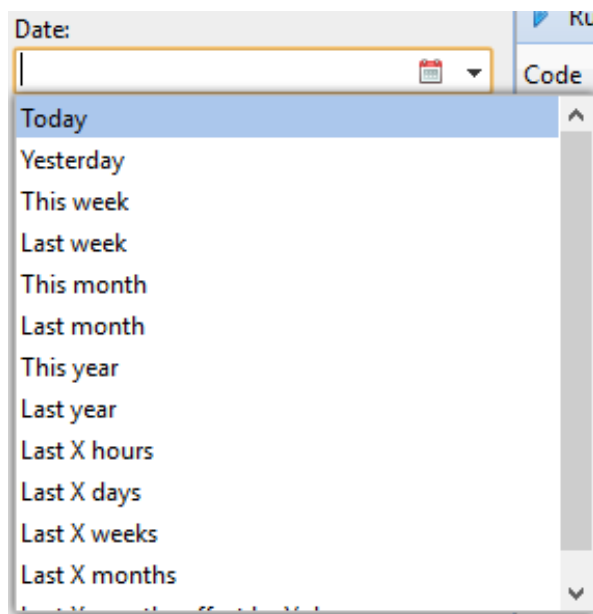 Date:
Ru
Code
Today
Yesterday
This week
Last week
This month
Last month
This year
Last year
Last X hours
Last X days
Last X weeks
Last X months